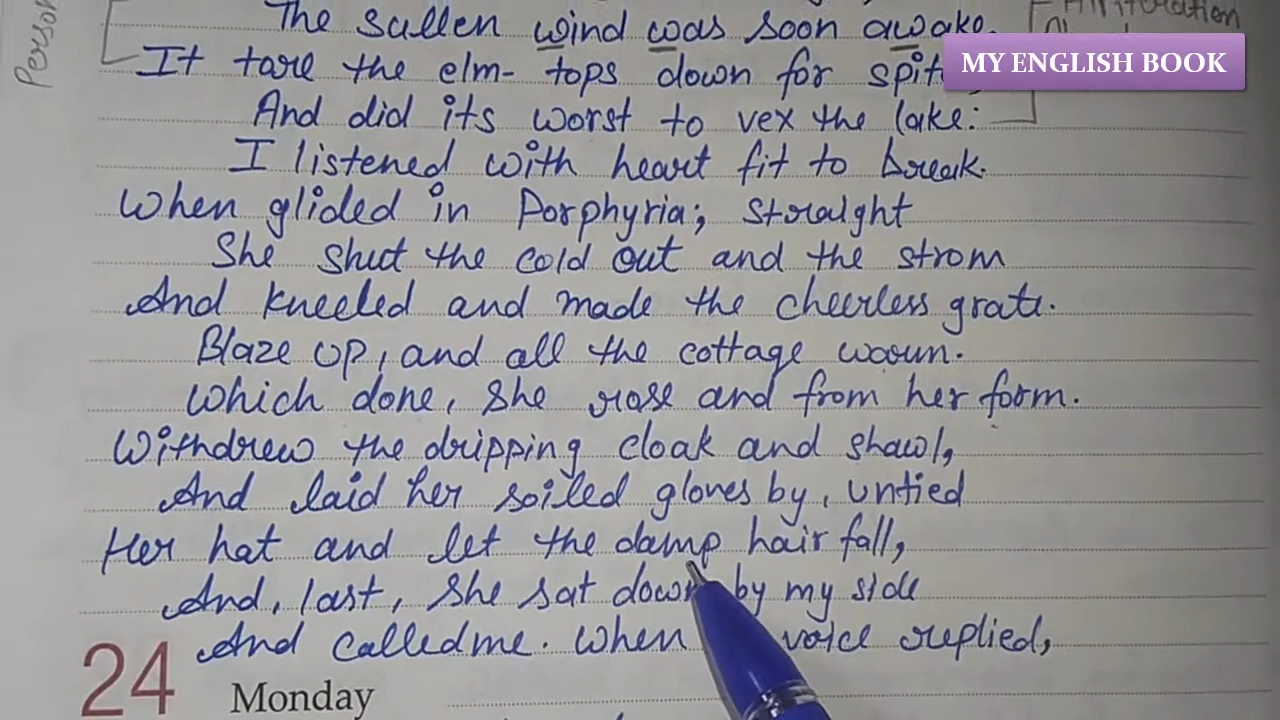 Person
Alliteration
The sullen wind was soon awake.
MY ENGLISH BOOK
It tare the elm- tops down for spit
And did its worst to vex the lake:
I listened with heart fit to break.
When glided in Porphyria; straight
She shut the cold out and the strom
And kneeled and made the cheerless grate.
Blaze up, and all the cottage warm.
Which done, she rose and from her form.
Withdrew the dripping cloak and shawl,
And laid her soiled gloves by, untied
Her hat and let the damp hair fall,
And, last, she sat down by my side
And called me. When voice replied,
24 Monday